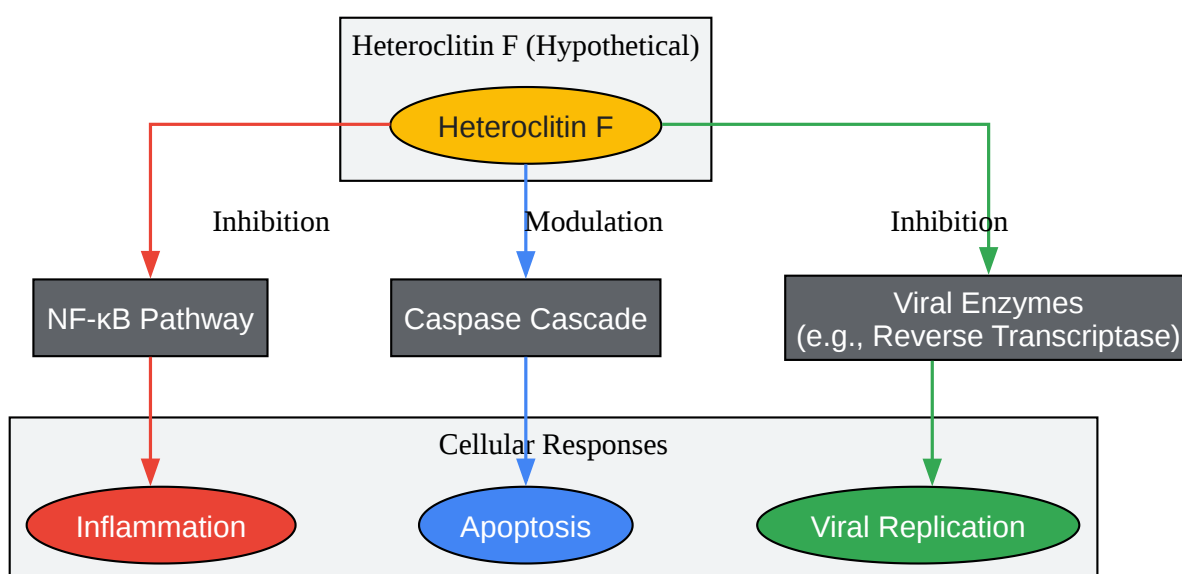 Heteroclitin F (Hypothetical)
Heteroclitin F
Inhibition
Modulation
Inhibition
NF-κB Pathway
Caspase Cascade
Viral Enzymes
(e.g., Reverse Transcriptase)
Cellular Responses
Inflammation
Apoptosis
Viral Replication